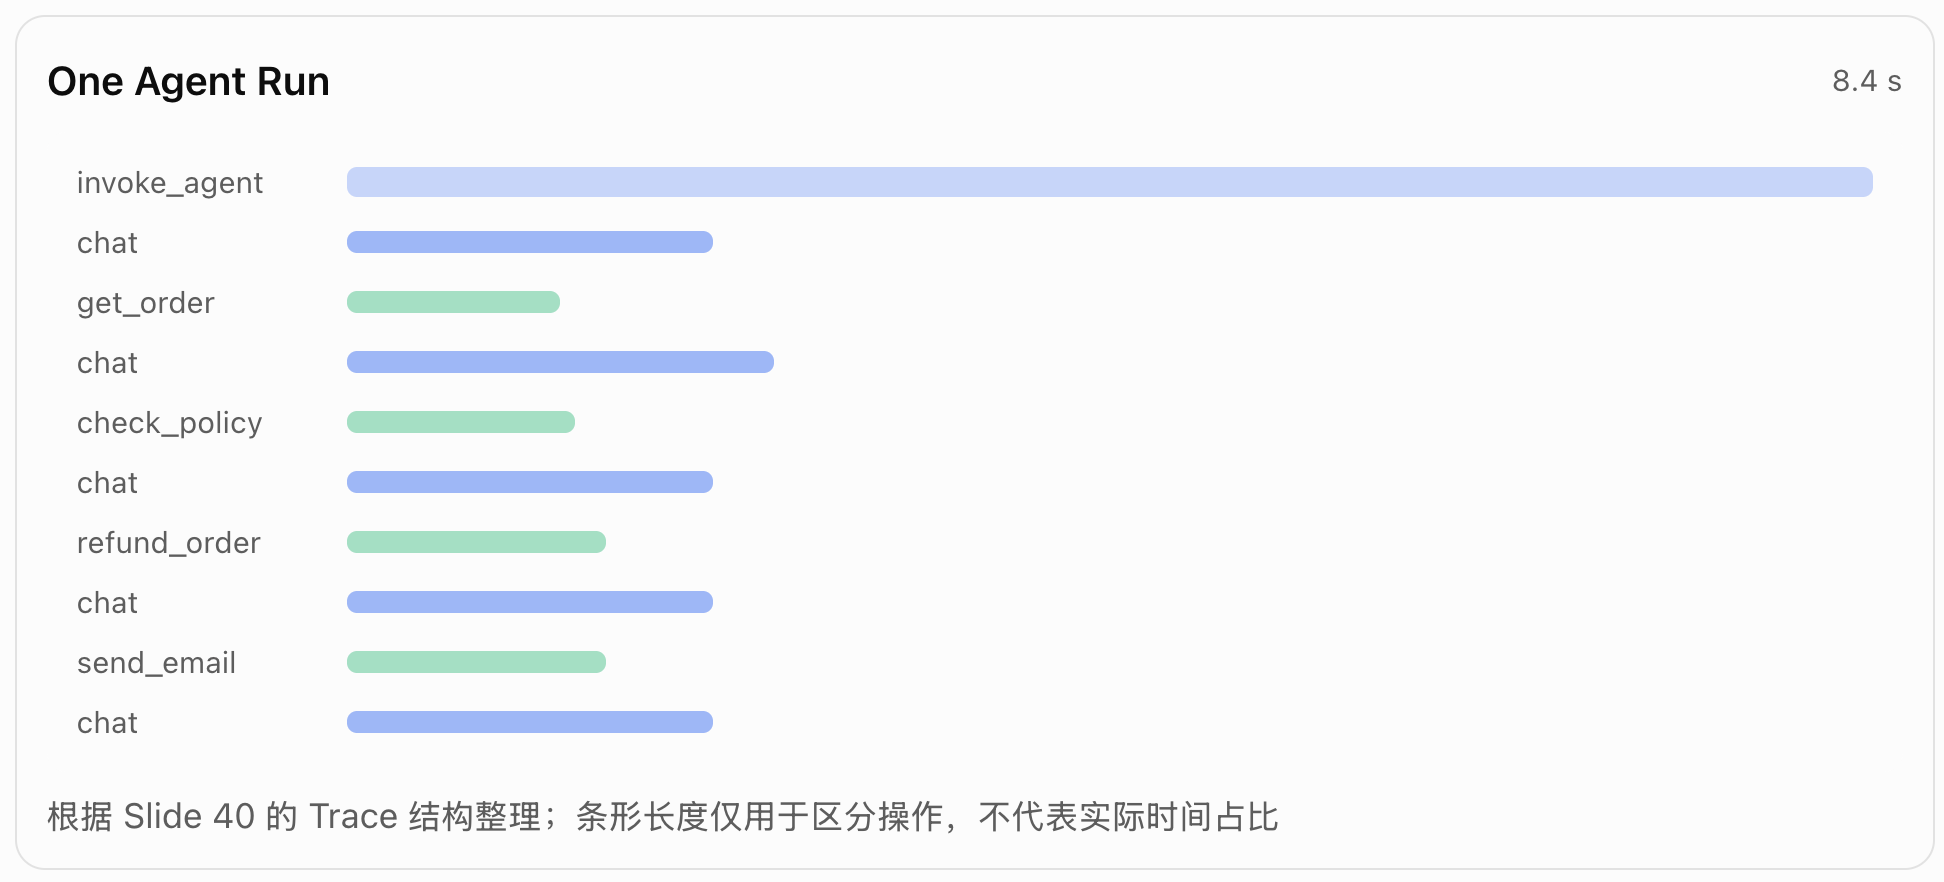 One Agent Run
8.4 s
invoke_agent
chat
get_order
chat
check_policy
chat
refund_order
chat
send_email
chat
根据 Slide 40 的 Trace 结构整理；条形长度仅用于区分操作，不代表实际时间占比